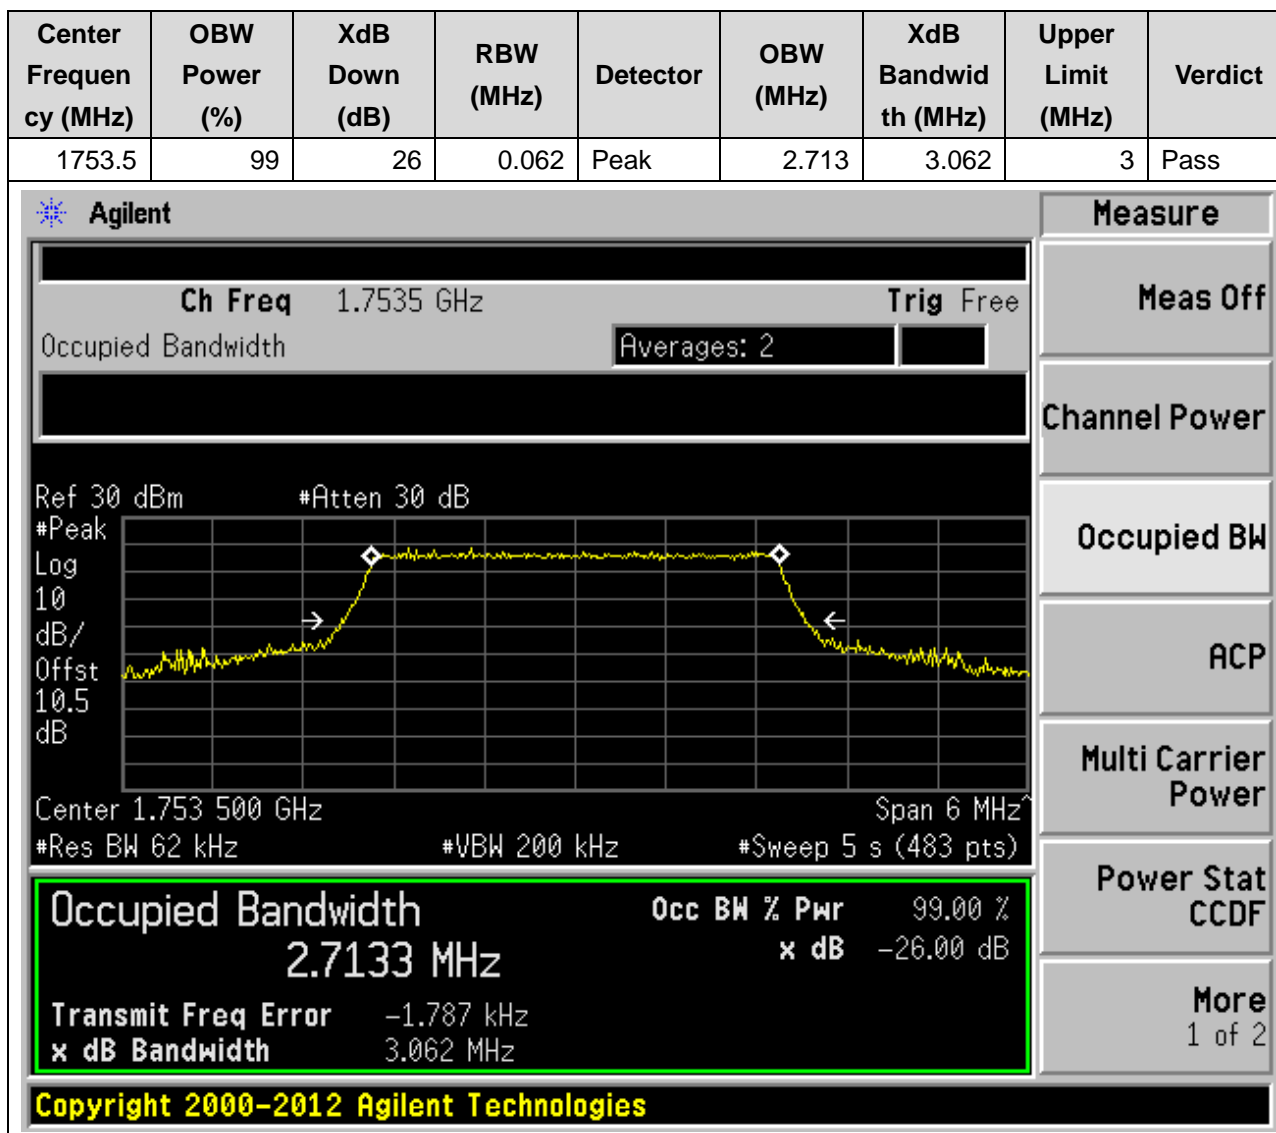 Center Frequen cy (MHz) OBW Power (%) XdB Down (dB) RBW (MHz) Detector OBW (MHz) XdB Bandwid th (MHz) Upper Limit (MHz) Verdict
1753.5 99 26 0.062 Peak 2.713 3.062 3 Pass
Agilent
Measure
Ch Freq 1.7535 GHz Trig Free
Meas Off
Occupied Bandwidth Averages: 2
Channel Power
Ref 30 dBm #Atten 30 dB
#Peak
Log
10
dB/
Offst
10.5
dB
Occupied BW
ACP
Multi Carrier
Power
Center 1.753 500 GHz Span 6 MHz^
#Res BW 62 kHz #VBW 200 kHz #Sweep 5 s (483 pts)
Power Stat
CCDF
Occupied Bandwidth Occ BW % Pwr 99.00 %
2.7133 MHz x dB -26.00 dB
Transmit Freq Error -1.787 kHz
x dB Bandwidth 3.062 MHz
More
1 of 2
Copyright 2000-2012 Agilent Technologies